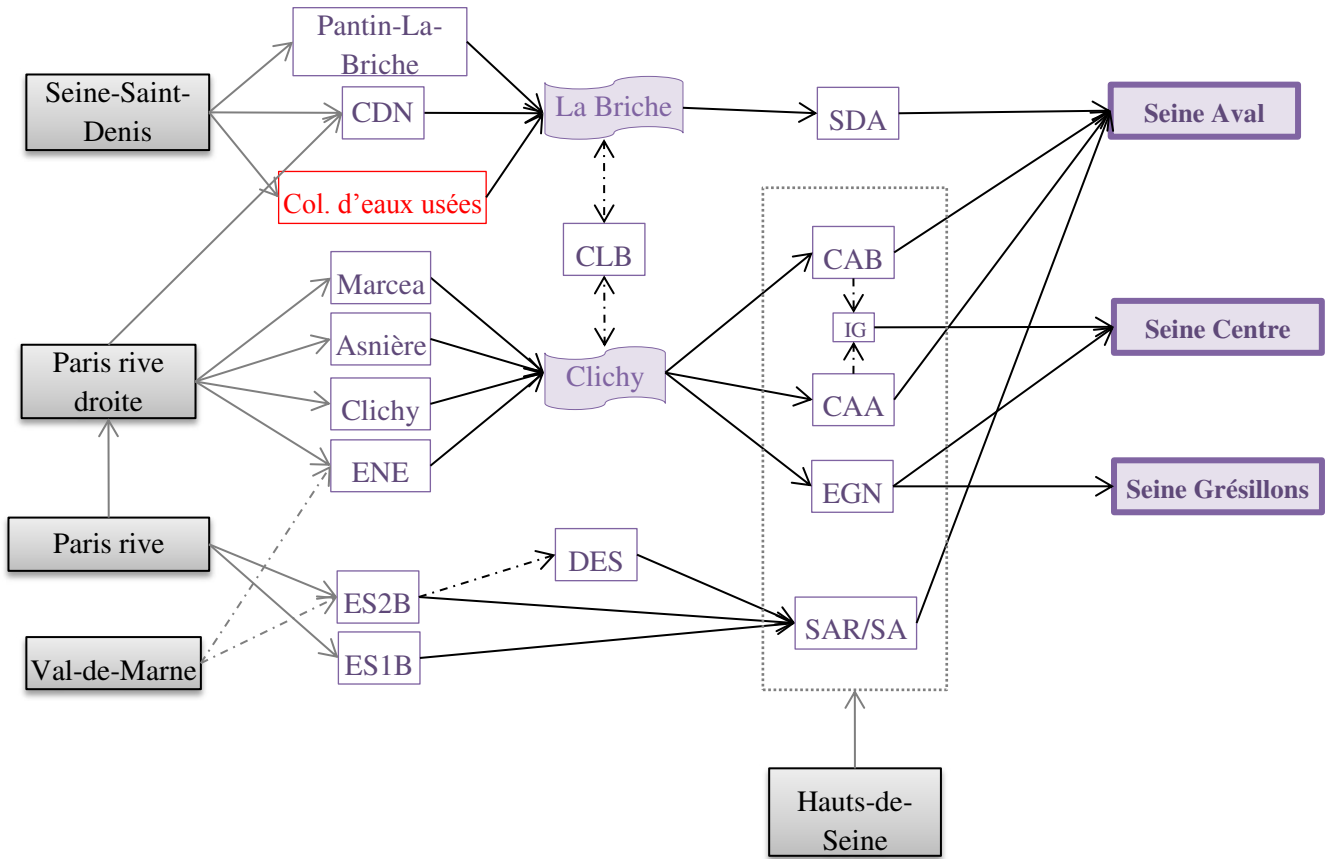 Pantin-La-
Briche
Seine-Saint-
Denis
CDN
La Briche
SDA
Seine Aval
Col. d'eaux usées
CLB
CAB
Marcea
IG
Seine Centre
Asnière
Paris rive
droite
Clichy
Clichy
CAA
ENE
EGN
Seine Grésillons
Paris rive
DES
ES2B
SAR/SA
Val-de-Marne
ES1B
Hauts-de-
Seine